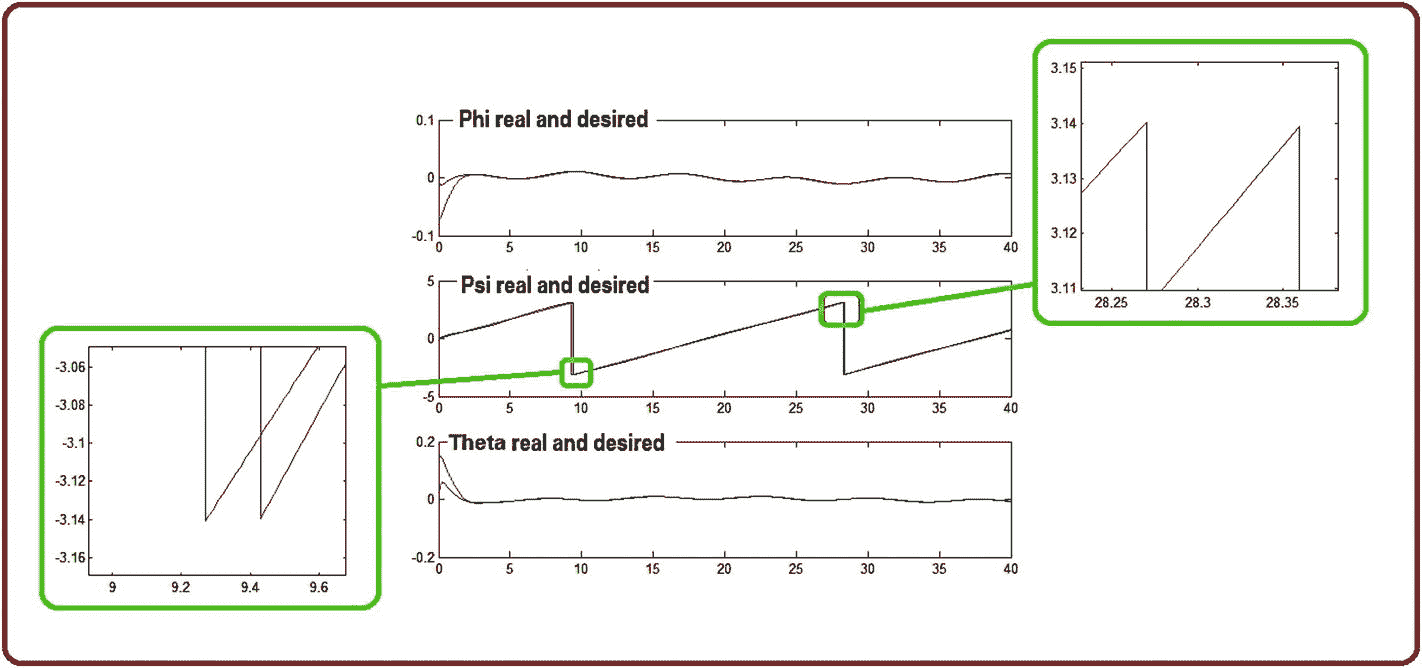 Phi real and desired
0.1
0
-0.1
0 5 10 15 20 25 30 35 40
Psi real and desired
5
0
-5
0 5 10 15 20 25 30 35 40
Theta real and desired
0.2
0
-0.2
0 5 10 15 20 25 30 35 40
-3.06
-3.08
-3.1
-3.12
-3.14
-3.16
9 9.2 9.4 9.6
3.15
3.14
3.13
3.12
3.11
28.25 28.3 28.35